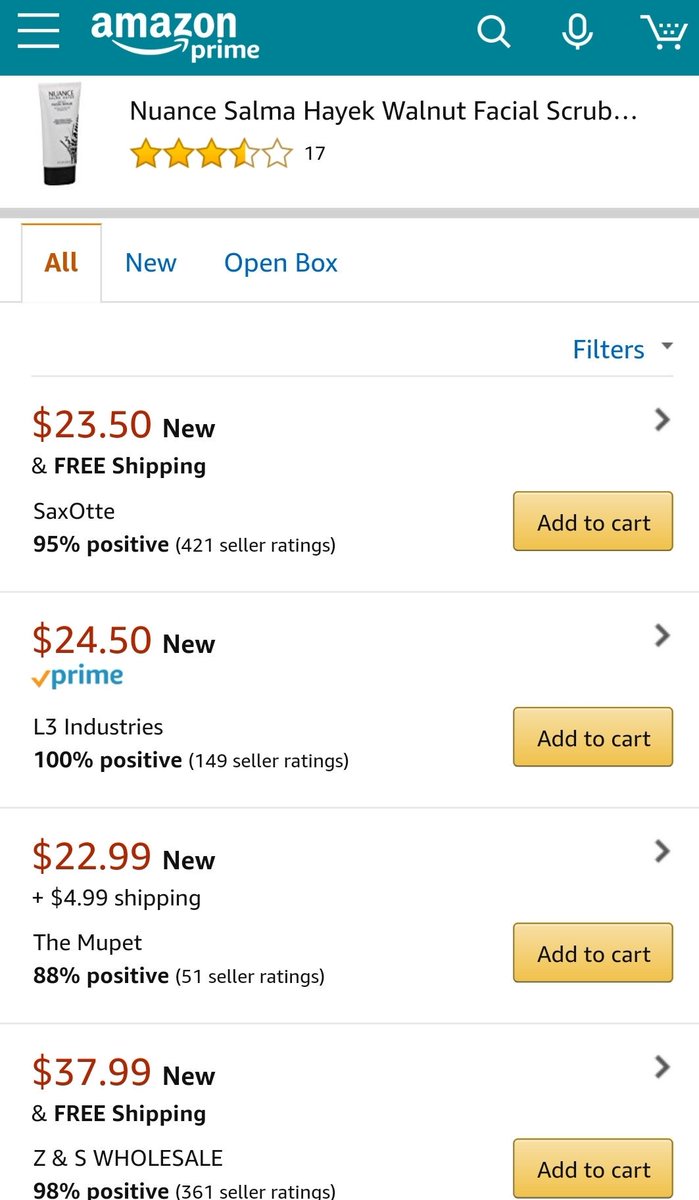 amazon
prime
NUANCE
Nuance Salma Hayek Walnut Facial Scrub...
17
All New Open Box
Filters
$23.50 New
& FREE Shipping
SaxOtte
Add to cart
95% positive (421 seller ratings)
$24.50 New
prime
L3 Industries
Add to cart
100% positive (149 seller ratings)
$22.99 New
+ $4.99 shipping
The Mupet
Add to cart
88% positive (51 seller ratings)
$37.99 New
& FREE Shipping
Z & S WHOLESALE
Add to cart
98% positive (361 seller ratings)